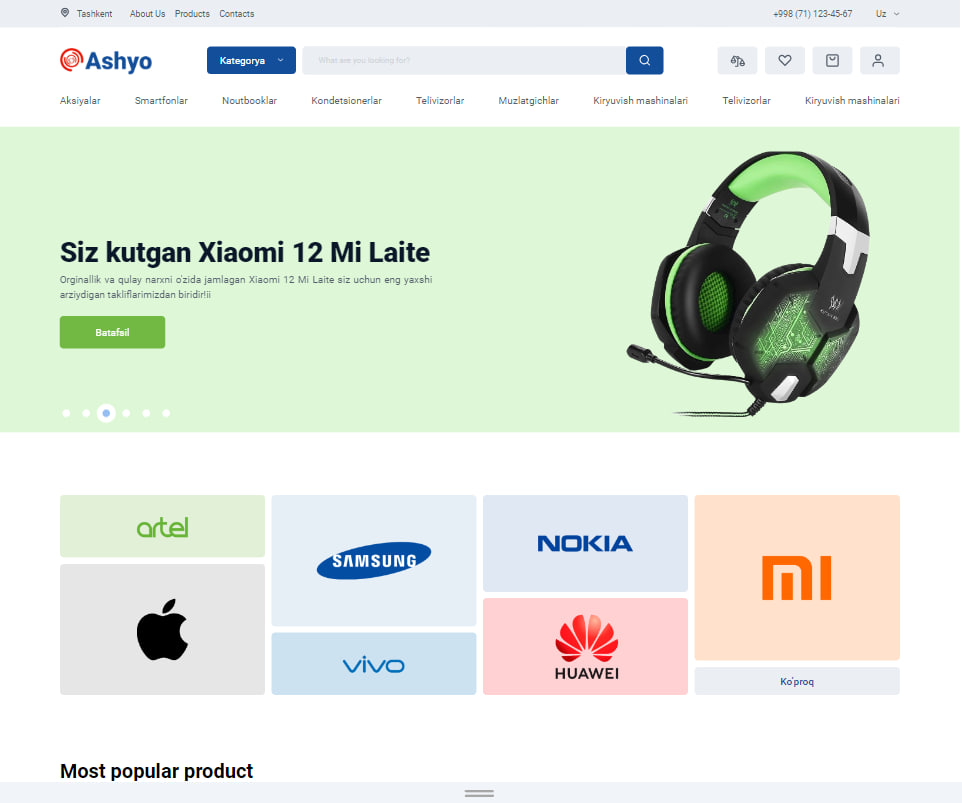 Tashkent About Us Products Contacts +998 (71) 123-45-67 Uz
Ashyo Kategorya What are you looking for?
Aksiyalar Smartfonlar Noutbooklar Kondetsionerlar Telivizorlar Muzlatgichlar Kiryuvish mashinalari Telivizorlar Kiryuvish mashinalari
Siz kutgan Xiaomi 12 Mi Laite
Orginallik va qulay narxni o'zida jamlagan Xiaomi 12 Mi Laite siz uchun eng yaxshi
arziydigan takliflarimizdan biridir!ii
Batafsil
artel
SAMSUNG
NOKIA
mi
vivo
HUAWEI
Ko'proq
Most popular product